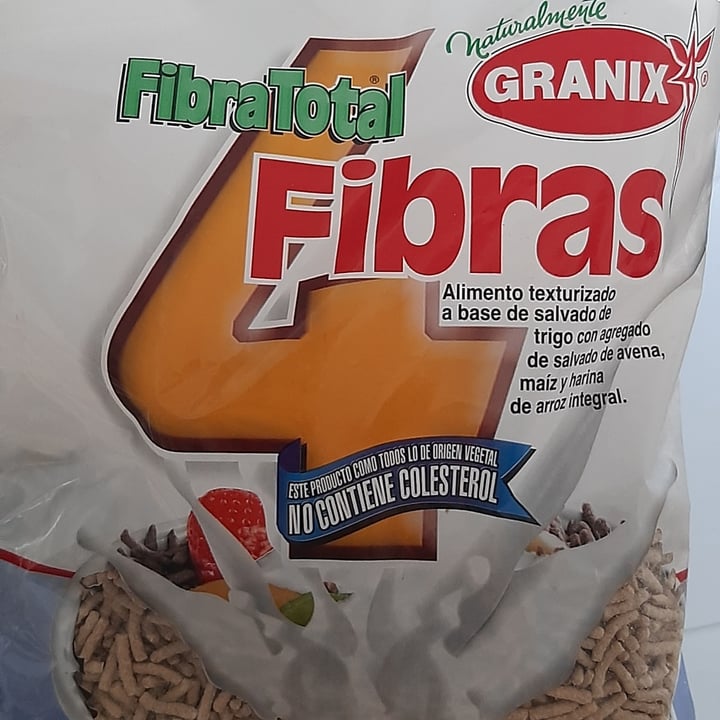 Naturalmente
GRANIX
FibraTotal®
4
Fibras
Alimento texturizado
a base de salvado de
trigo con agregado
de salvado de avena,
maíz y harina
de arroz integral.
ESTE PRODUCTO COMO TODOS LO DE ORIGEN VEGETAL
NO CONTIENE COLESTEROL